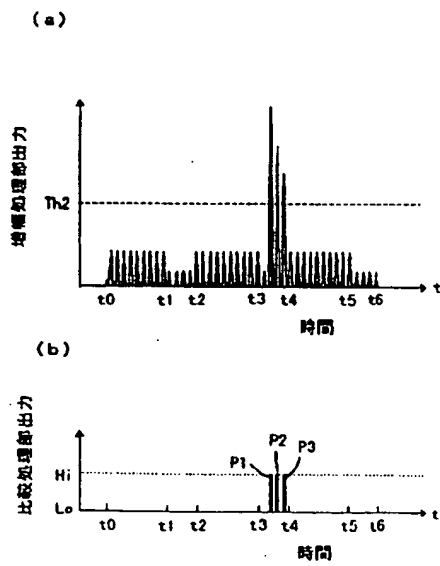 (a)
増幅処理部出力
Th2
t0 t1 t2 t3 t4 t5 t6
t
時間
(b)
比較処理部出力
P1 P2 P3
Hi
Lo
t0 t1 t2 t3 t4 t5 t6
t
時間